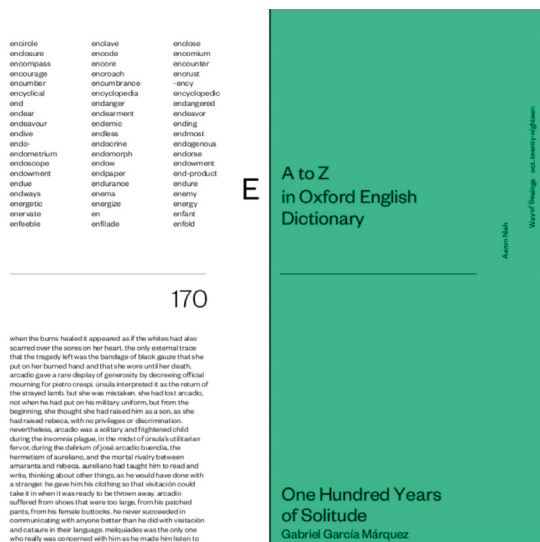 encircle enclave enclose
enclosure encode encomium
encompass encore encounter
encourage encroach encrust
encumber encumbrance -ency
encyclical encyclopedia encyclopedic
end endanger endangered
endear endearment endeavor
endeavour endemic ending
endive endless endmost
endo- endocrine endogenous
endometrium endomorph endorse
endoscope endow endowment
endowment endpaper end-product
endue endurance endure
endways enema enemy
energetic energize energy
enervate en enfant
enfeeble enfilade enfold
E
170
when the burns healed it appeared as if the whites had also
scarred over the sores on her heart. the only external trace
that the tragedy left was the bandage of black gauze that she
put on her burned hand and that she wore until her death.
arcadio gave a rare display of generosity by decreeing official
mourning for pietro crespi. úrsula interpreted it as the return of
the strayed lamb. but she was mistaken. she had lost arcadio,
not when he had put on his military uniform, but from the
beginning. she thought she had raised him as a son, as she
had raised rebeca, with no privileges or discrimination.
nevertheless, arcadio was a solitary and frightened child
during the insomnia plague, in the midst of úrsula's utilitarian
fervor, during the delirium of josé arcadio buendía, the
hermetism of aureliano, and the mortal rivalry between
amaranta and rebeca. aureliano had taught him to read and
write, thinking about other things, as he would have done with
a stranger. he gave him his clothing so that visitación could
take it in when it was ready to be thrown away. arcadio
suffered from shoes that were too large, from his patched
pants, from his female buttocks. he never succeeded in
communicating with anyone better than he did with visitación
and cataure in their language. melquíades was the only one
who really was concerned with him as he made him listen to
A to Z
in Oxford English
Dictionary
Aaron Nieh
Way of Seeings oct. twenty-nighteen
One Hundred Years
of Solitude
Gabriel García Márquez